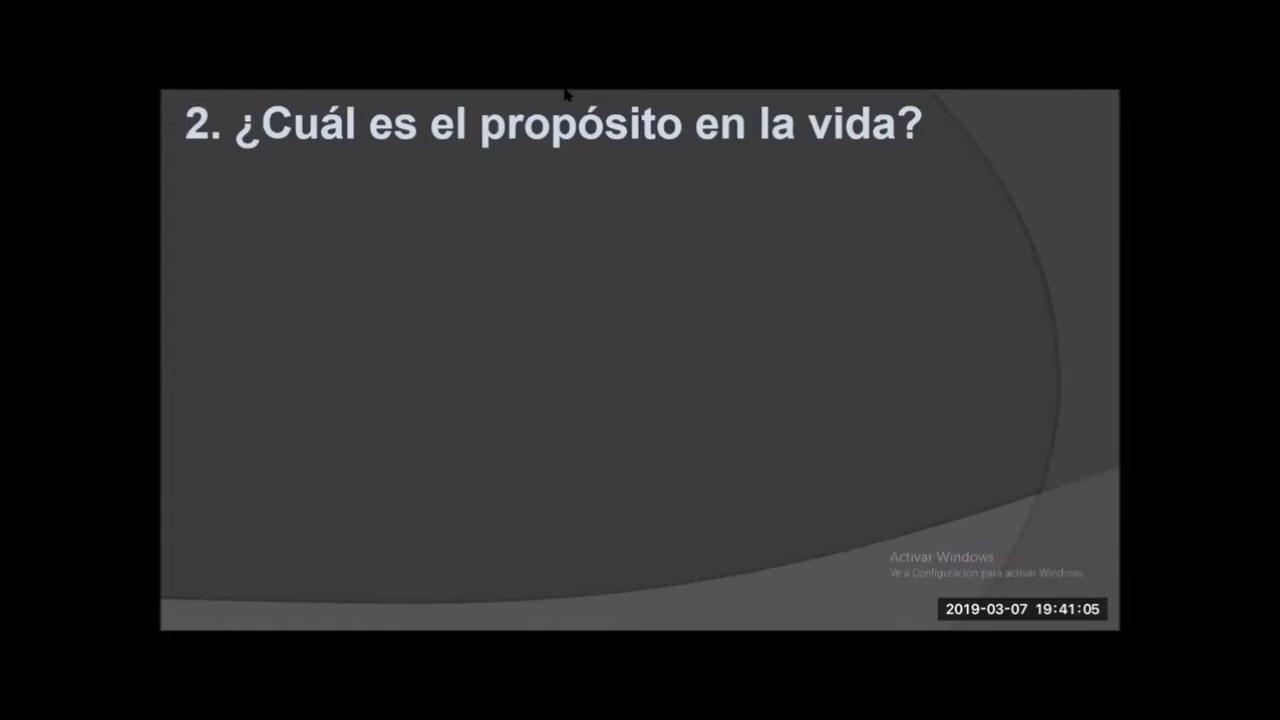 2. ¿Cuál es el propósito en la vida?
Activar Windows
Ve a Configuración para activar Windows.
2019-03-07 19:41:05